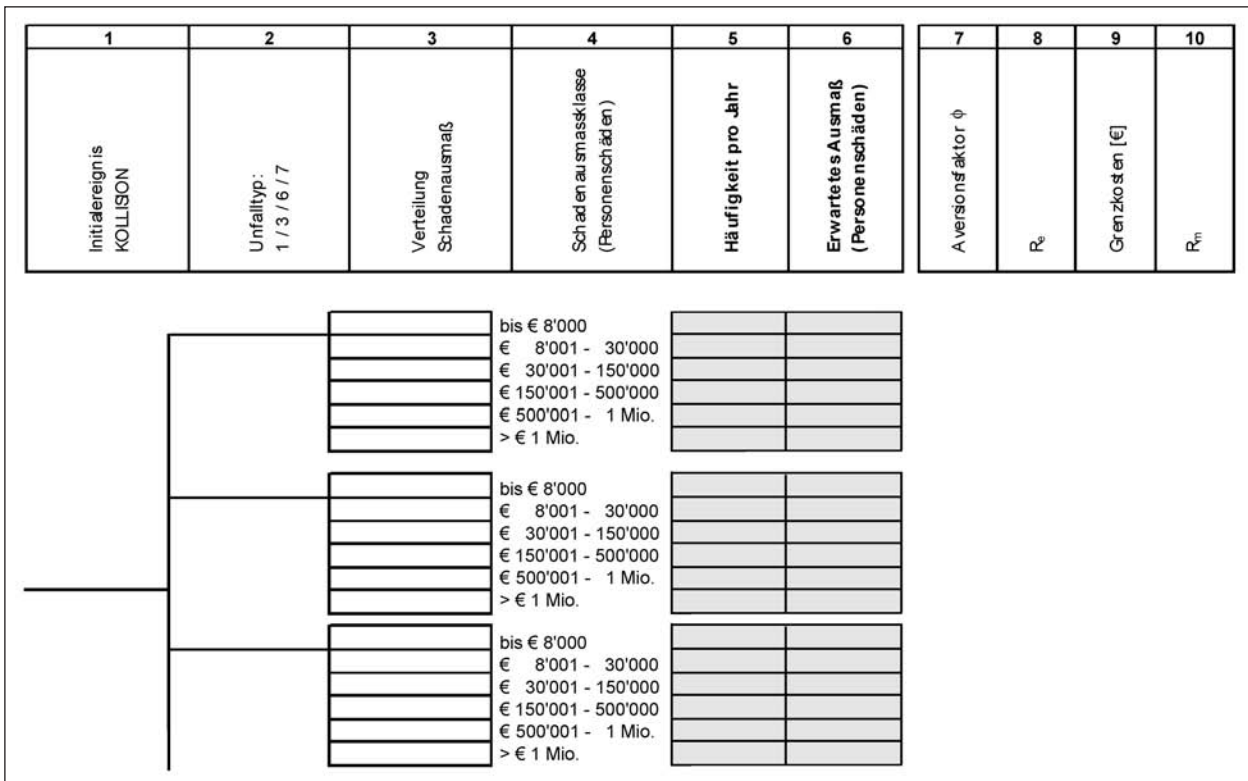 1 2 3 4 5 6 7 8 9 10
Initialereignis
KOLLISON
Unfalltyp:
1 / 3 / 6 / 7
Verteilung
Schadenausmaß
Schadenausmassklasse
(Personenschäden)
Häufigkeit pro Jahr
Erwartetes Ausmaß
(Personenschäden)
Aversionsfaktor ϕ
Re
Grenzkosten [€]
Rm
bis € 8'000
€ 8'001 - 30'000
€ 30'001 - 150'000
€ 150'001 - 500'000
€ 500'001 - 1 Mio.
> € 1 Mio.
bis € 8'000
€ 8'001 - 30'000
€ 30'001 - 150'000
€ 150'001 - 500'000
€ 500'001 - 1 Mio.
> € 1 Mio.
bis € 8'000
€ 8'001 - 30'000
€ 30'001 - 150'000
€ 150'001 - 500'000
€ 500'001 - 1 Mio.
> € 1 Mio.